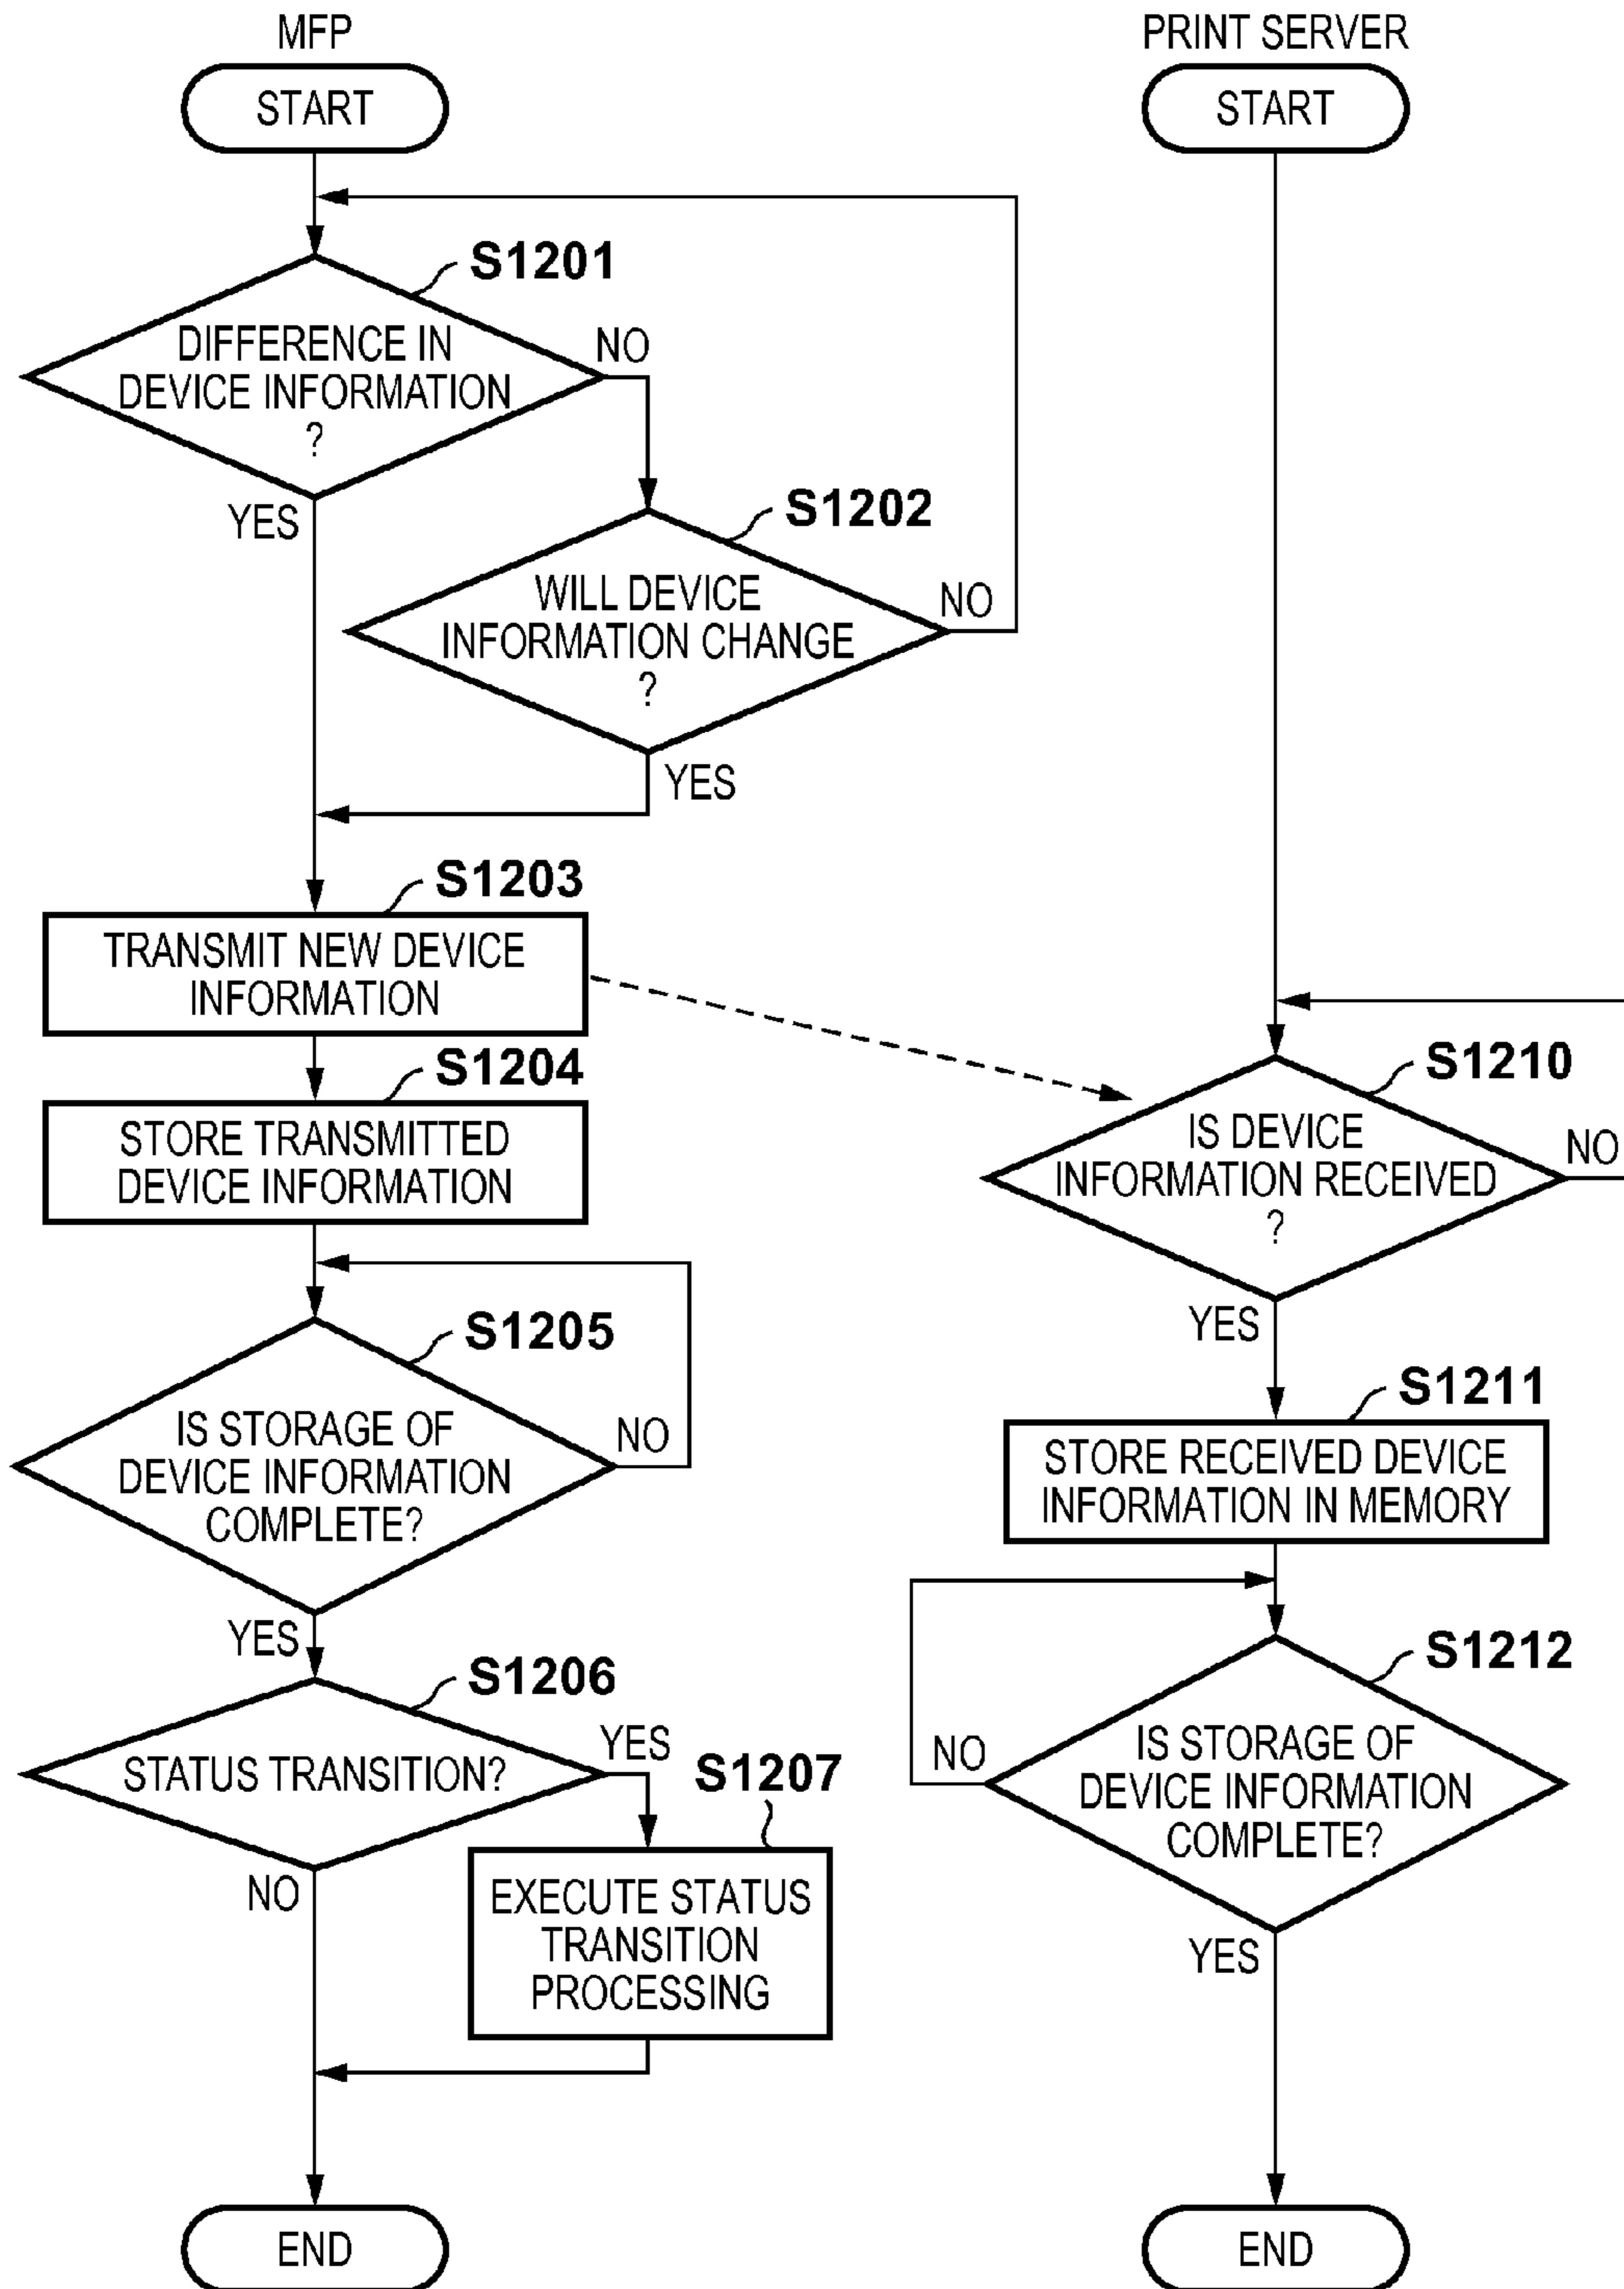 MFP
START
S1201
DIFFERENCE IN
DEVICE INFORMATION
?
NO
YES
S1202
WILL DEVICE
INFORMATION CHANGE
?
NO
YES
S1203
TRANSMIT NEW DEVICE
INFORMATION
S1204
STORE TRANSMITTED
DEVICE INFORMATION
S1205
IS STORAGE OF
DEVICE INFORMATION
COMPLETE?
NO
YES
S1206
STATUS TRANSITION?
YES
NO
S1207
EXECUTE STATUS
TRANSITION
PROCESSING
END
PRINT SERVER
START
S1210
IS DEVICE
INFORMATION RECEIVED
?
NO
YES
S1211
STORE RECEIVED DEVICE
INFORMATION IN MEMORY
S1212
IS STORAGE OF
DEVICE INFORMATION
COMPLETE?
NO
YES
END